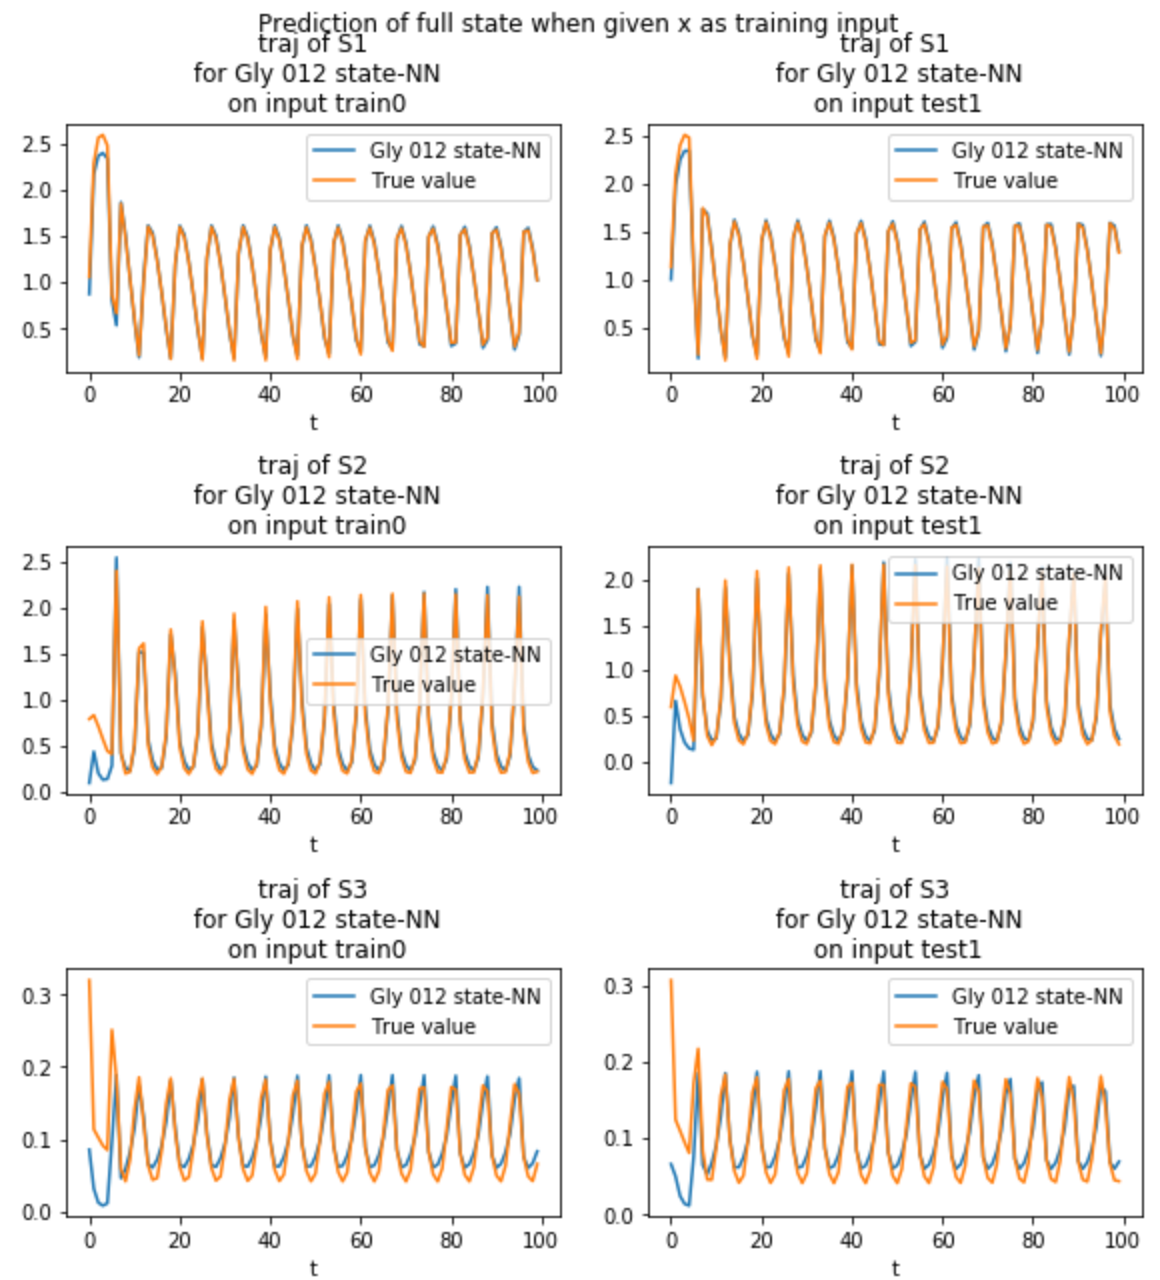 Prediction of full state when given x as training input
traj of S1
for Gly 012 state-NN
on input train0
2.5
2.0
1.5
1.0
0.5
Gly 012 state-NN
True value
0 20 40 60 80 100
t
traj of S1
for Gly 012 state-NN
on input test1
2.5
2.0
1.5
1.0
0.5
Gly 012 state-NN
True value
0 20 40 60 80 100
t
traj of S2
for Gly 012 state-NN
on input train0
2.5
2.0
1.5
1.0
0.5
0.0
Gly 012 state-NN
True value
0 20 40 60 80 100
t
traj of S2
for Gly 012 state-NN
on input test1
2.0
1.5
1.0
0.5
0.0
Gly 012 state-NN
True value
0 20 40 60 80 100
t
traj of S3
for Gly 012 state-NN
on input train0
0.3
0.2
0.1
0.0
Gly 012 state-NN
True value
0 20 40 60 80 100
t
traj of S3
for Gly 012 state-NN
on input test1
0.3
0.2
0.1
0.0
Gly 012 state-NN
True value
0 20 40 60 80 100
t